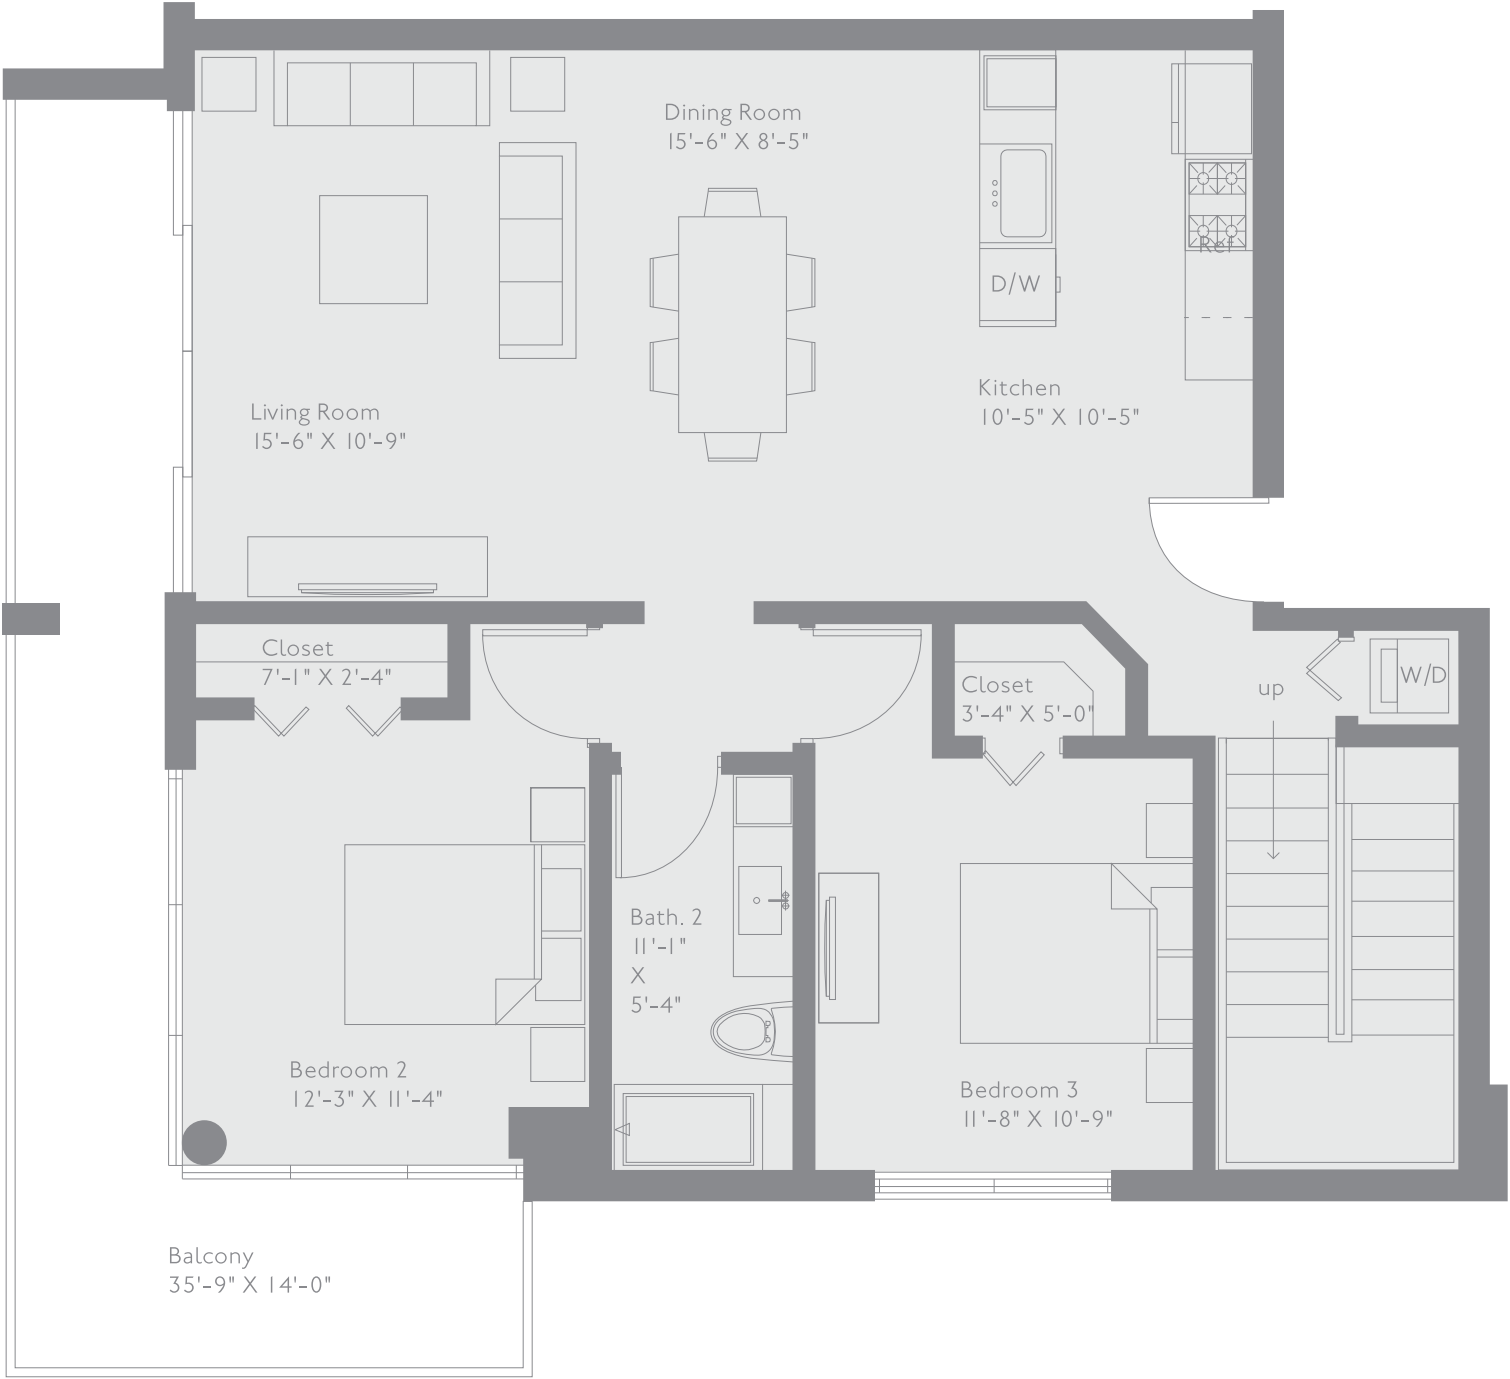 Dining Room
15'-6" X 8'-5"
Ref
D/W
Kitchen
10'-5" X 10'-5"
Living Room
15'-6" X 10'-9"
Closet
7'-1" X 2'-4"
Closet
3'-4" X 5'-0"
up
W/D
Bath. 2
11'-1"
X
5'-4"
Bedroom 2
12'-3" X 11'-4"
Bedroom 3
11'-8" X 10'-9"
Balcony
35'-9" X 14'-0"